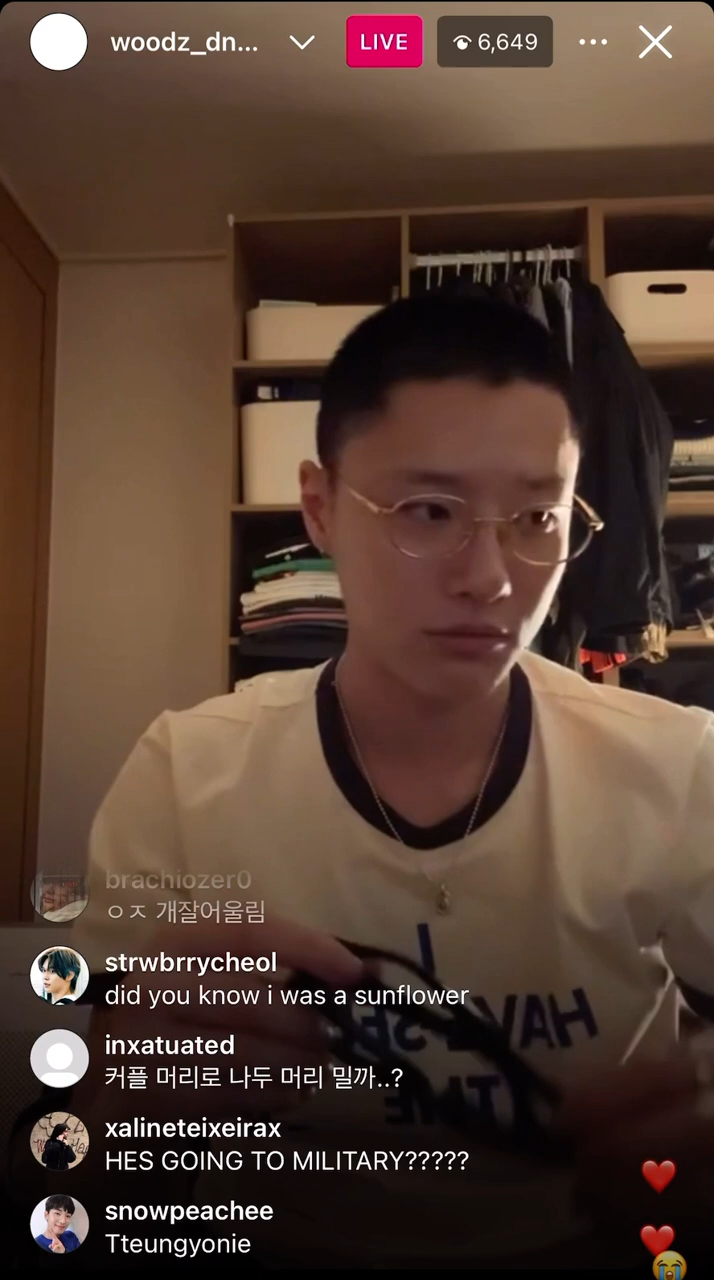 woodz_dn...
LIVE
6,649
brachiozer0
ㅇㅈ 개잘어울림
strwbrrycheol
did you know i was a sunflower
inxatuated
커플 머리로 나두 머리 밀까..?
xalineteixeirax
HES GOING TO MILITARY?????
snowpeachee
Tteungyonie
I
HAVE